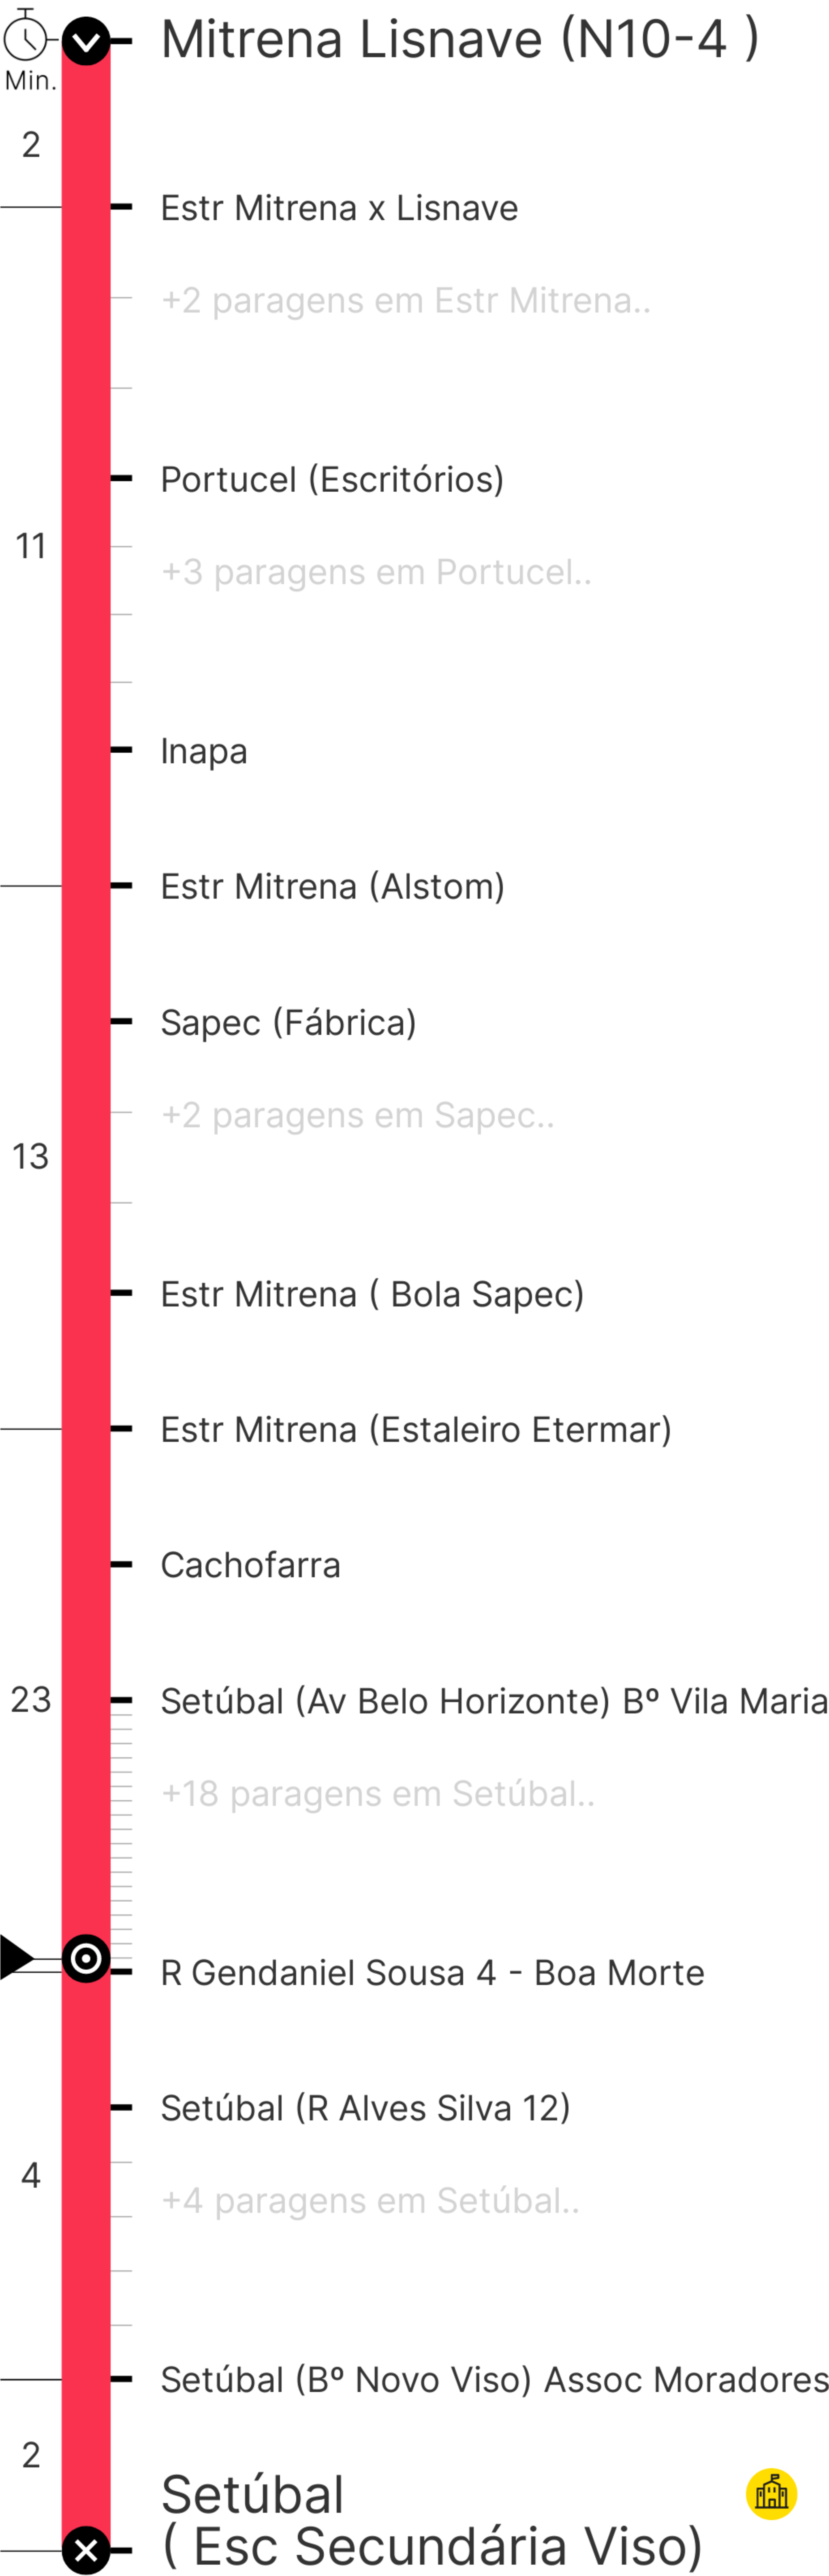 Mitrena Lisnave (N10-4 )
Min.
2
Estr Mitrena x Lisnave
+2 paragens em Estr Mitrena..
Portucel (Escritórios)
11
+3 paragens em Portucel..
Inapa
Estr Mitrena (Alstom)
Sapec (Fábrica)
+2 paragens em Sapec..
13
Estr Mitrena ( Bola Sapec)
Estr Mitrena (Estaleiro Etermar)
Cachofarra
23
Setúbal (Av Belo Horizonte) Bº Vila Maria
+18 paragens em Setúbal..
R Gendaniel Sousa 4 - Boa Morte
Setúbal (R Alves Silva 12)
4
+4 paragens em Setúbal..
Setúbal (Bº Novo Viso) Assoc Moradores
2
Setúbal
( Esc Secundária Viso)